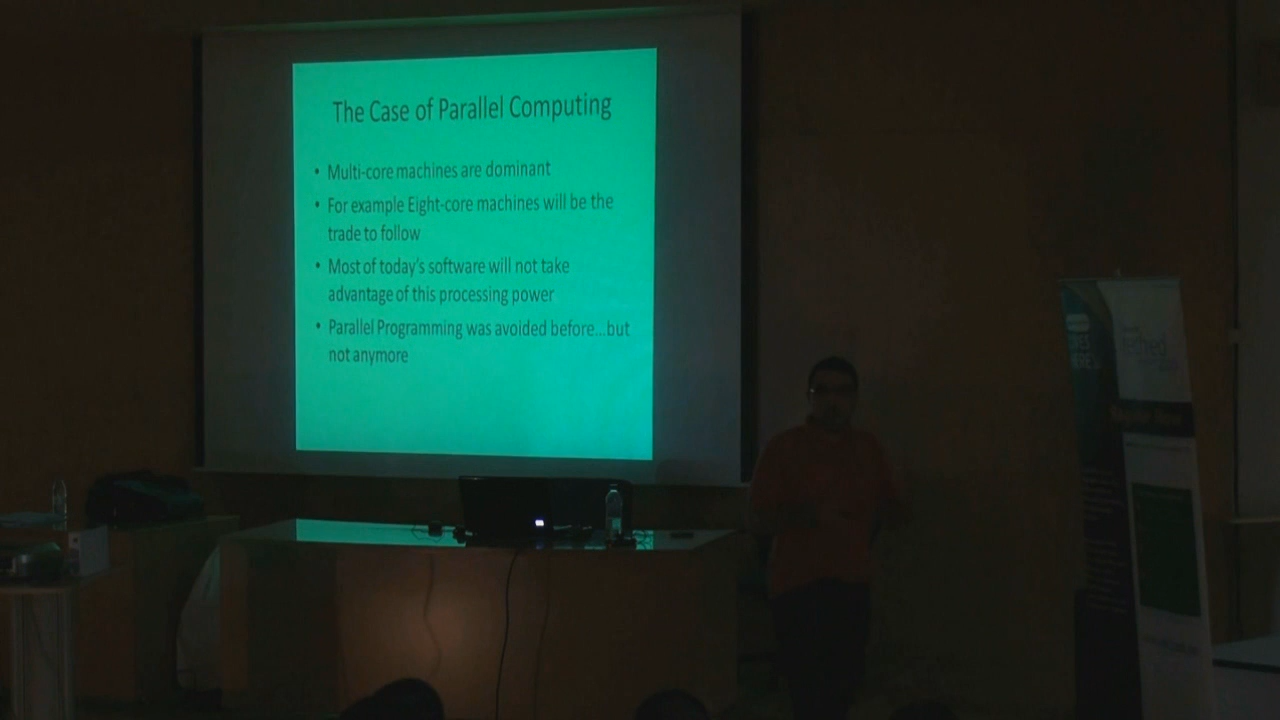 The Case of Parallel Computing
• Multi-core machines are dominant
• For example Eight-core machines will be the
trade to follow
• Most of today's software will not take
advantage of this processing power
• Parallel Programming was avoided before...but
not anymore